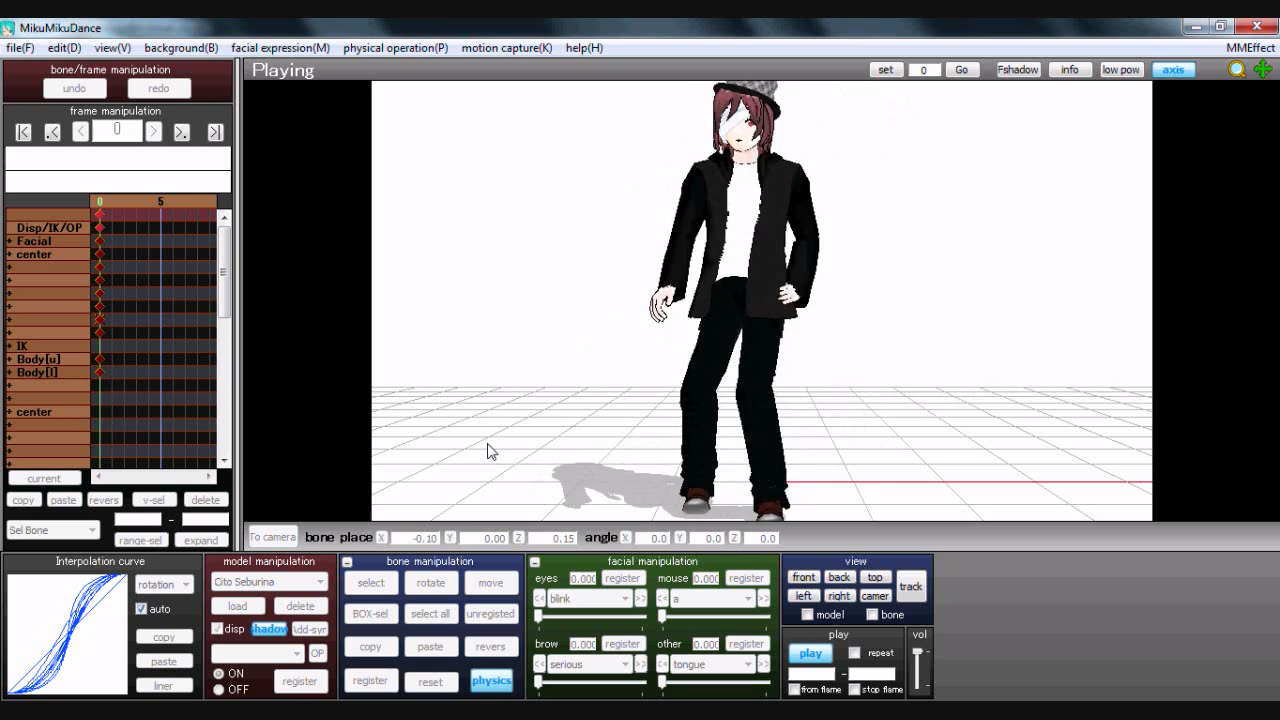 MikuMikuDance
file(F) edit(D) view(V) background(B) facial expression(M) physical operation(P) motion capture(K) help(H) MMEffect
bone/frame manipulation
undo redo
frame manipulation
0
Playing set 0 Go Fshadow info low pow axis
0 5
Disp/IK/OP
+ Facial
+ center
+
+
+
+
+
+
+ IK
+ Body[u]
+ Body[l]
+
+
+ center
+
+
+
+
current
copy paste revers v-sel delete
Sel Bone -
range-sel expand
To camera bone place X -0.10 Y 0.00 Z 0.15 angle X 0.0 Y 0.0 Z 0.0
Interpolation curve
rotation
auto
copy
paste
liner
model manipulation
Cito Seburina
load delete
disp shadow Add-syn
OP
ON
OFF
register
- bone manipulation
select rotate move
BOX-sel select all unregisted
copy paste revers
register reset physics
- facial manipulation
eyes 0.000 register mouse 0.000 register
<< blink >> << a >>
brow 0.000 register other 0.000 register
<< serious >> << tongue >>
view
front back top
left right camer
track
model bone
play
play repeat
-
from flame stop flame
vol